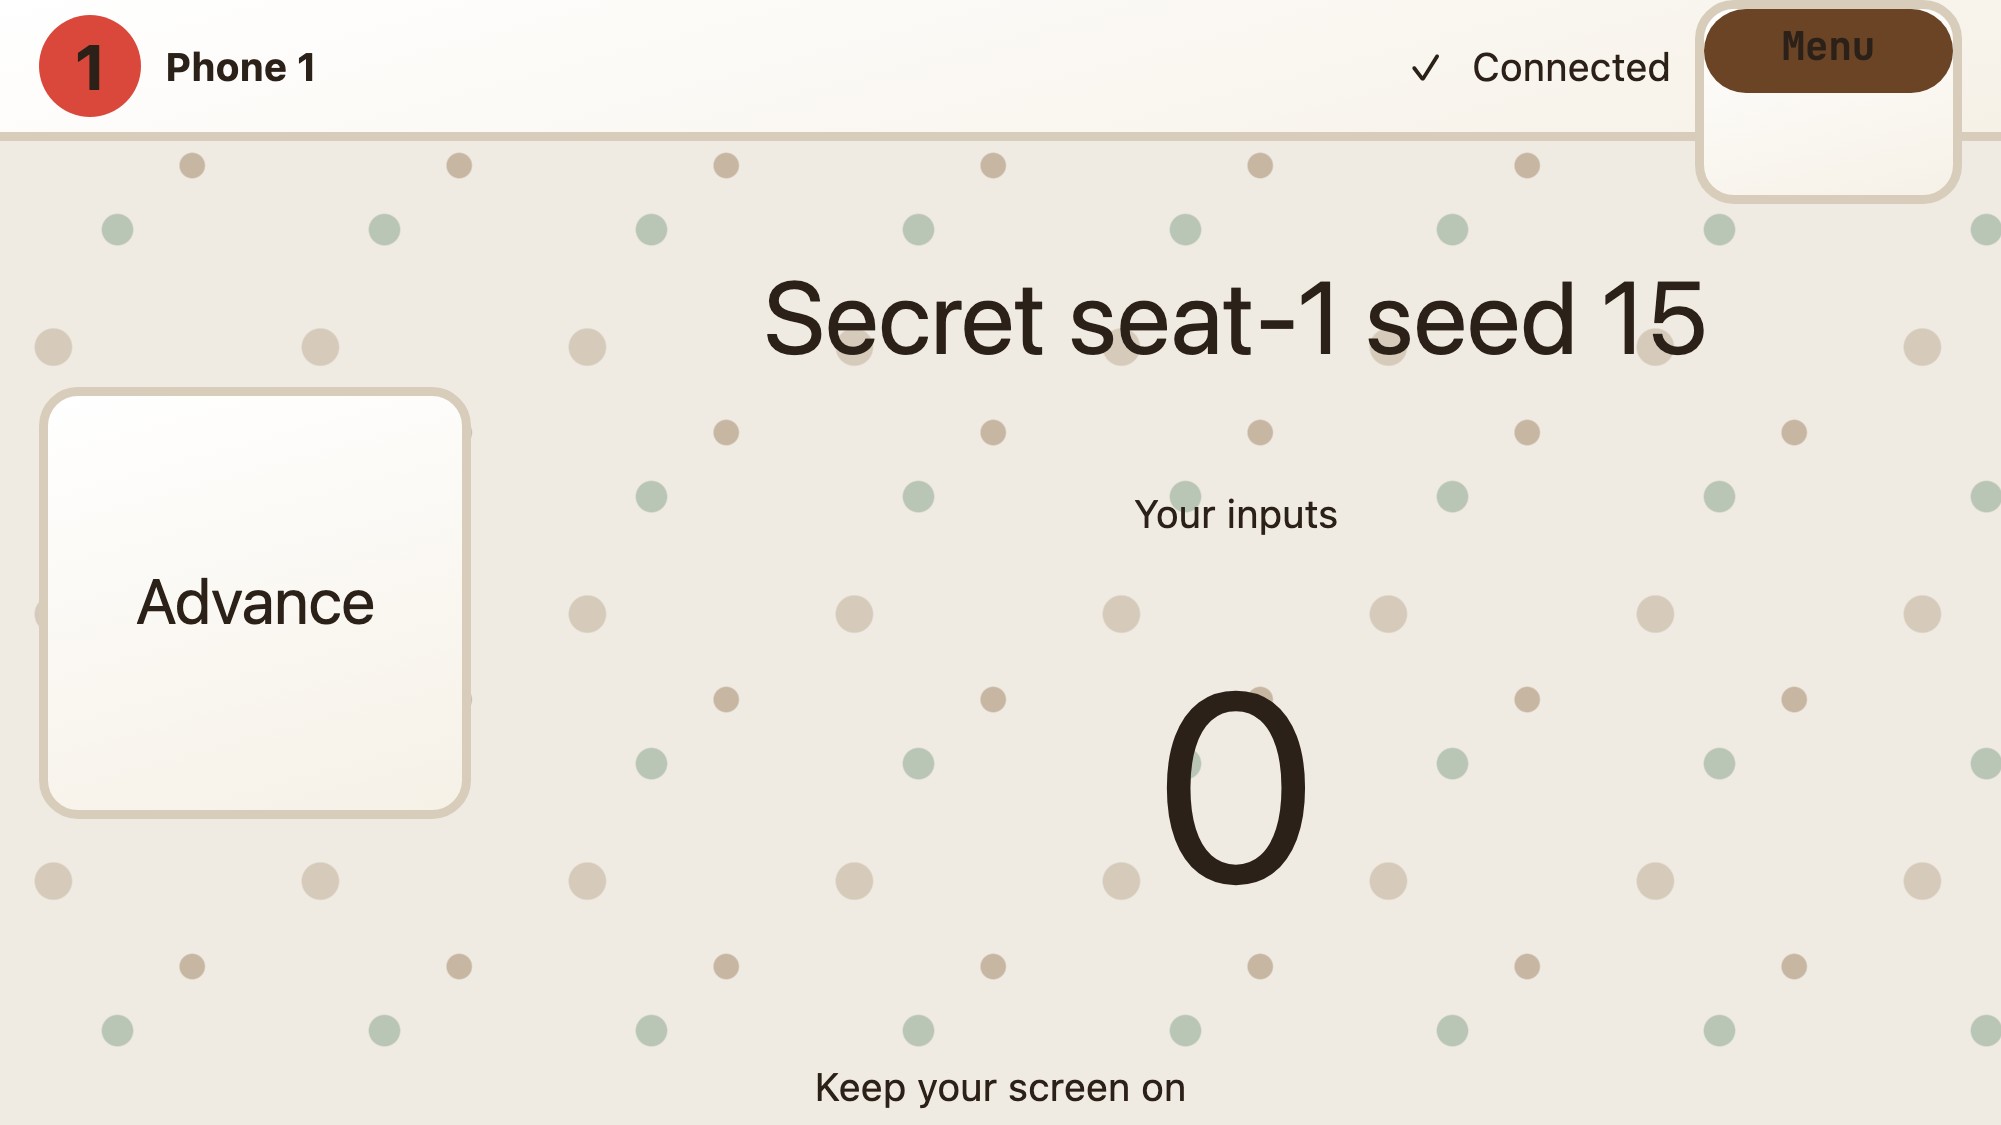 1 Phone 1
✓ Connected
Menu
Secret seat-1 seed 15
Your inputs
Advance
0
Keep your screen on